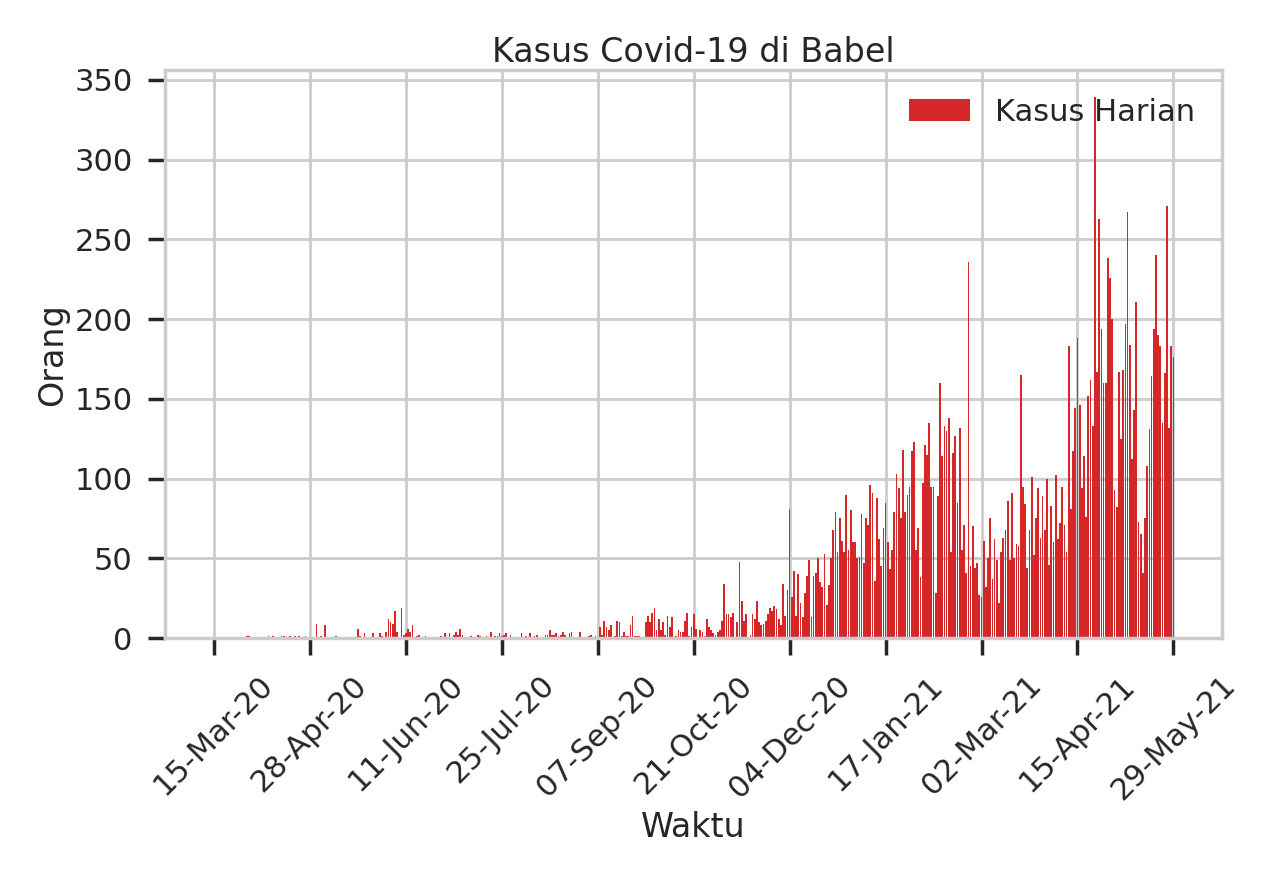 Kasus Covid-19 di Babel
Kasus Harian
Orang
350
300
250
200
150
100
50
0
15-Mar-20
28-Apr-20
11-Jun-20
25-Jul-20
07-Sep-20
21-Oct-20
04-Dec-20
17-Jan-21
02-Mar-21
15-Apr-21
29-May-21
Waktu